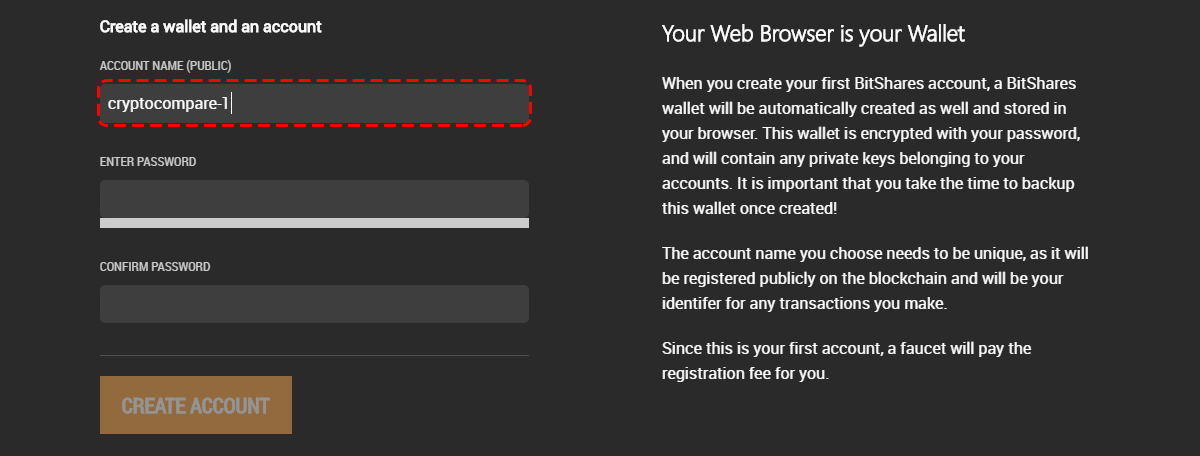 Create a wallet and an account
ACCOUNT NAME (PUBLIC)
cryptocompare-1
ENTER PASSWORD
CONFIRM PASSWORD
CREATE ACCOUNT
Your Web Browser is your Wallet
When you create your first BitShares account, a BitShares
wallet will be automatically created as well and stored in
your browser. This wallet is encrypted with your password,
and will contain any private keys belonging to your
accounts. It is important that you take the time to backup
this wallet once created!
The account name you choose needs to be unique, as it will
be registered publicly on the blockchain and will be your
identifer for any transactions you make.
Since this is your first account, a faucet will pay the
registration fee for you.